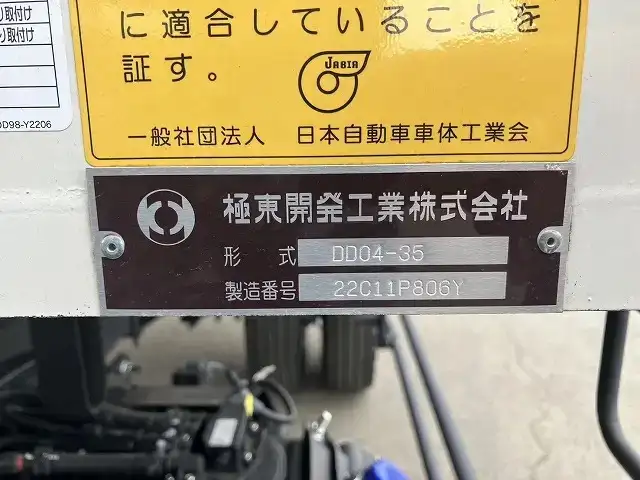 り取付け
り取付け
DD98-Y2206
に適合していることを
証す。
JABIA
一般社団法人 日本自動車車体工業会
極東開発工業株式会社
形式 DD04-35
製造番号 22C11P806Y